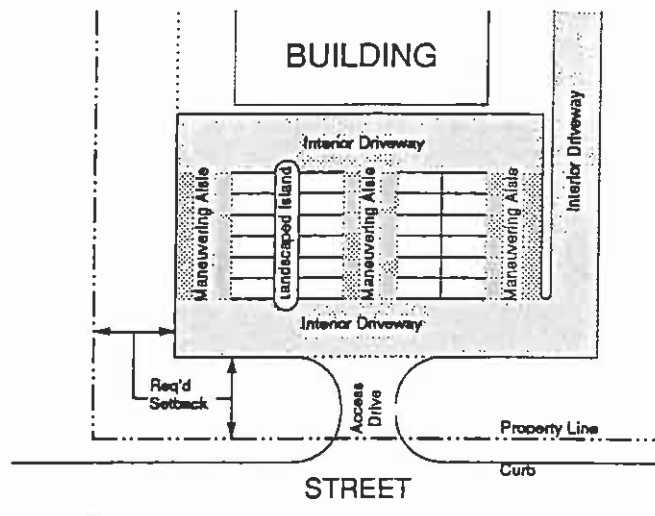 BUILDING
Interior Driveway
Interior Driveway
Maneuvering Aisle
Landscaped Island
Maneuvering Aisle
Maneuvering Aisle
Interior Driveway
Req'd
Setback
Access
Drive
Property Line
Curb
STREET